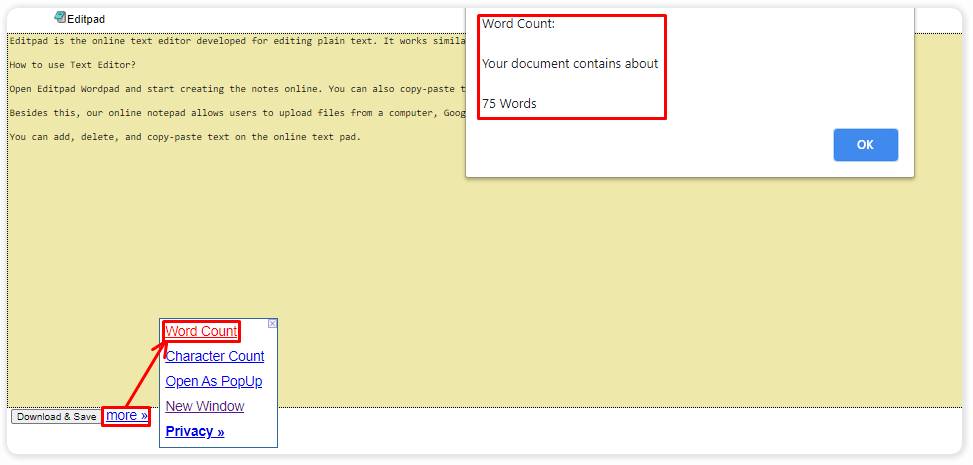 Editpad
Editpad is the online text editor developed for editing plain text. It works simila
How to use Text Editor?
Open Editpad Wordpad and start creating the notes online. You can also copy-paste t
Besides this, our online notepad allows users to upload files from a computer, Goog
You can add, delete, and copy-paste text on the online text pad.
Word Count:
Your document contains about
75 Words
OK
Word Count
Character Count
Open As PopUp
New Window
Privacy »
Download & Save more »